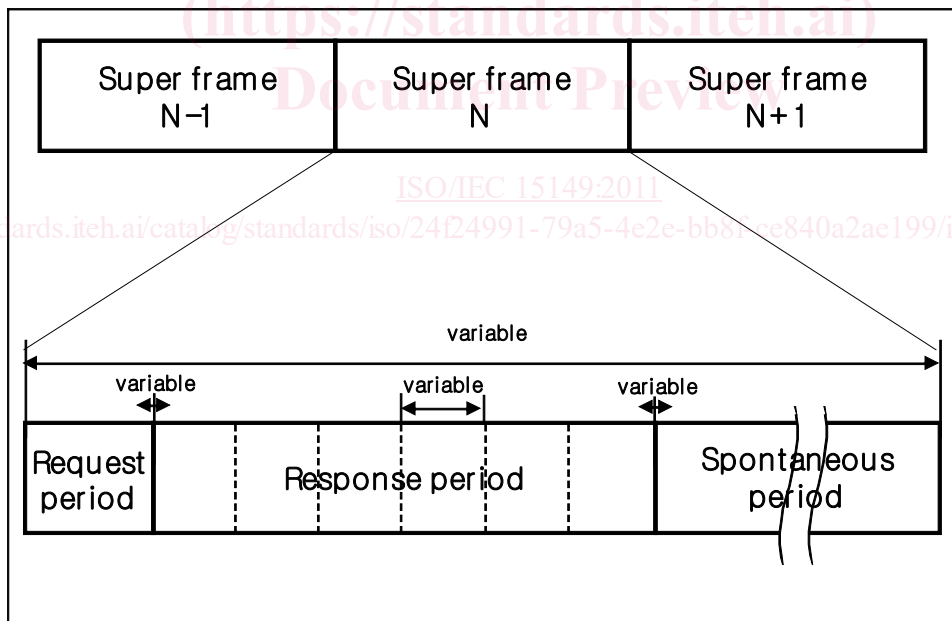 (https://standards.iteh.ai)
Document Preview
Super frame
N-1
Super frame
N
Super frame
N+1
ISO/IEC 15149:2011
dards.iteh.ai/catalog/standards/iso/24f24991-79a5-4e2e-bb8f-ce840a2ae199/i
variable
variable
variable
variable
Request
period
Response period
Spontaneous
period